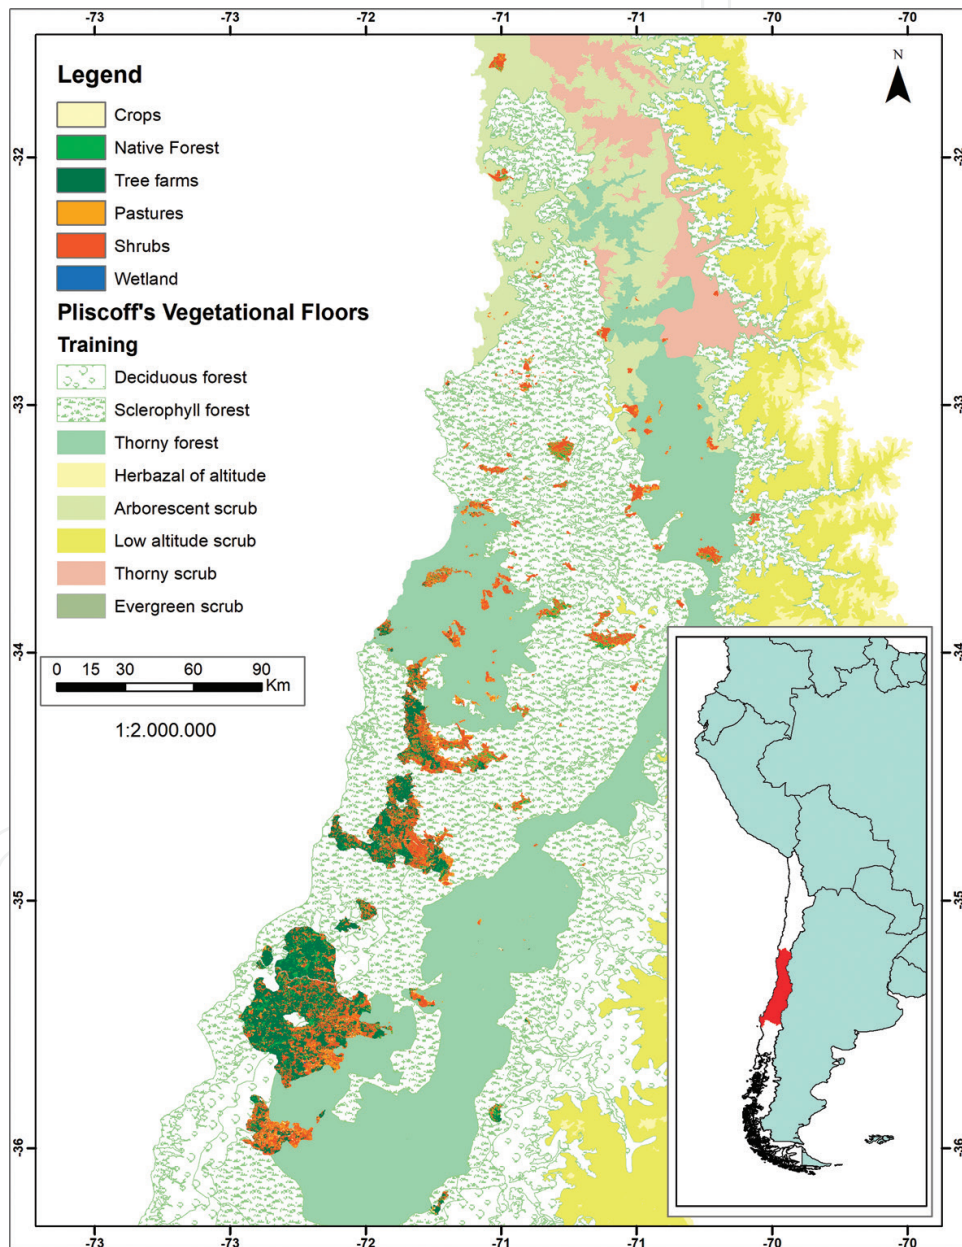 -73 -73 -72 -72 -71 -71 -70 -70
N
Legend
Crops
Native Forest
Tree farms
Pastures
Shrubs
Wetland
Pliscoff's Vegetational Floors
Training
Deciduous forest
Sclerophyll forest
Thorny forest
Herbazal of altitude
Arborescent scrub
Low altitude scrub
Thorny scrub
Evergreen scrub
0 15 30 60 90
Km
1:2.000.000
-32 -32
-33 -33
-34 -34
-35 -35
-36 -36
-73 -73 -72 -72 -71 -71 -70 -70